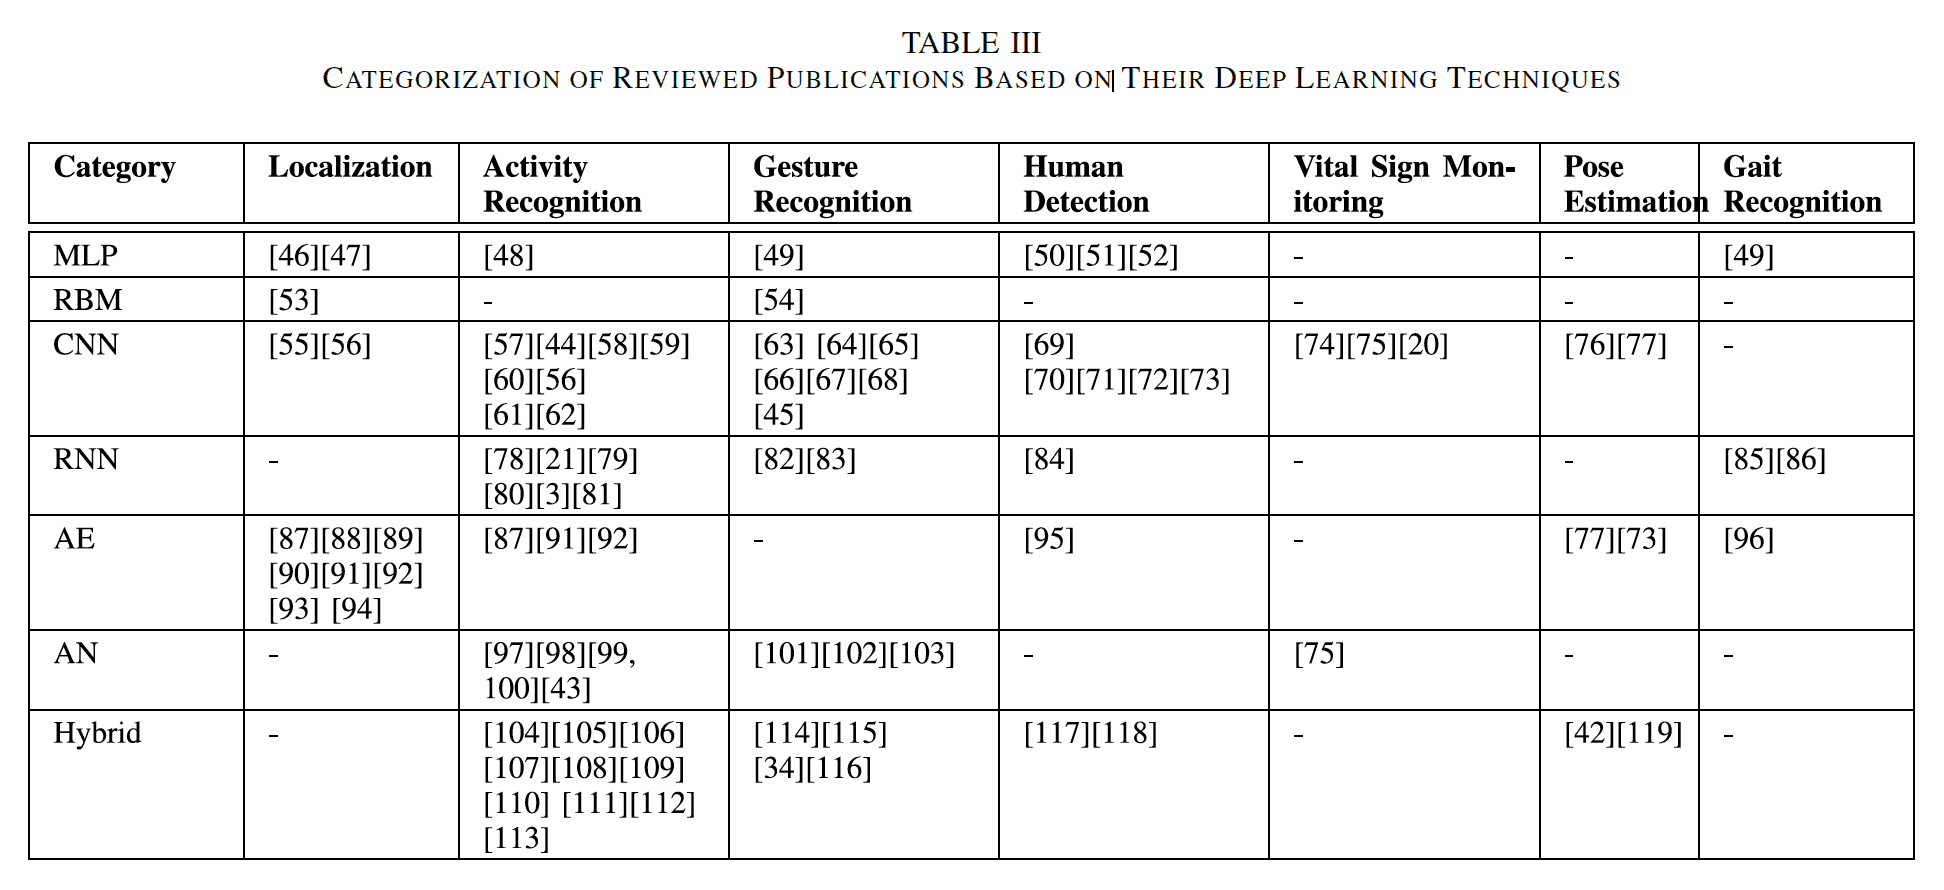 TABLE III
CATEGORIZATION OF REVIEWED PUBLICATIONS BASED ON THEIR DEEP LEARNING TECHNIQUES
Category Localization Activity Recognition Gesture Recognition Human Detection Vital Sign Mon-itoring Pose Estimation Gait Recognition
MLP [46][47] [48] [49] [50][51][52] - - [49]
RBM [53] - [54] - - - -
CNN [55][56] [57][44][58][59] [63] [64][65] [69] [74][75][20] [76][77] -
[60][56] [66][67][68] [70][71][72][73]
[61][62] [45]
RNN - [78][21][79] [82][83] [84] - - [85][86]
[80][3][81]
AE [87][88][89] [87][91][92] - [95] - [77][73] [96]
[90][91][92]
[93] [94]
AN - [97][98][99, [101][102][103] - [75] - -
100][43]
Hybrid - [104][105][106] [114][115] [117][118] - [42][119] -
[107][108][109] [34][116]
[110] [111][112]
[113]